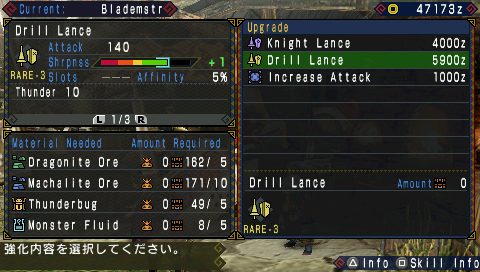 Current: Blademstr
47173z
Drill Lance
Attack 140
Shrpnss +1
RARE-3 Slots --- Affinity 5%
Thunder 10
L 1/3 R
Material Needed Amount Required
Dragonite Ore 0 162/ 5
Machalite Ore 0 171/10
Thunderbug 0 49/ 5
Monster Fluid 0 8/ 5
Upgrade
Knight Lance 4000z
Drill Lance 5900z
Increase Attack 1000z
Drill Lance Amount 0
RARE-3
強化内容を選択してください。
Info Skill Info